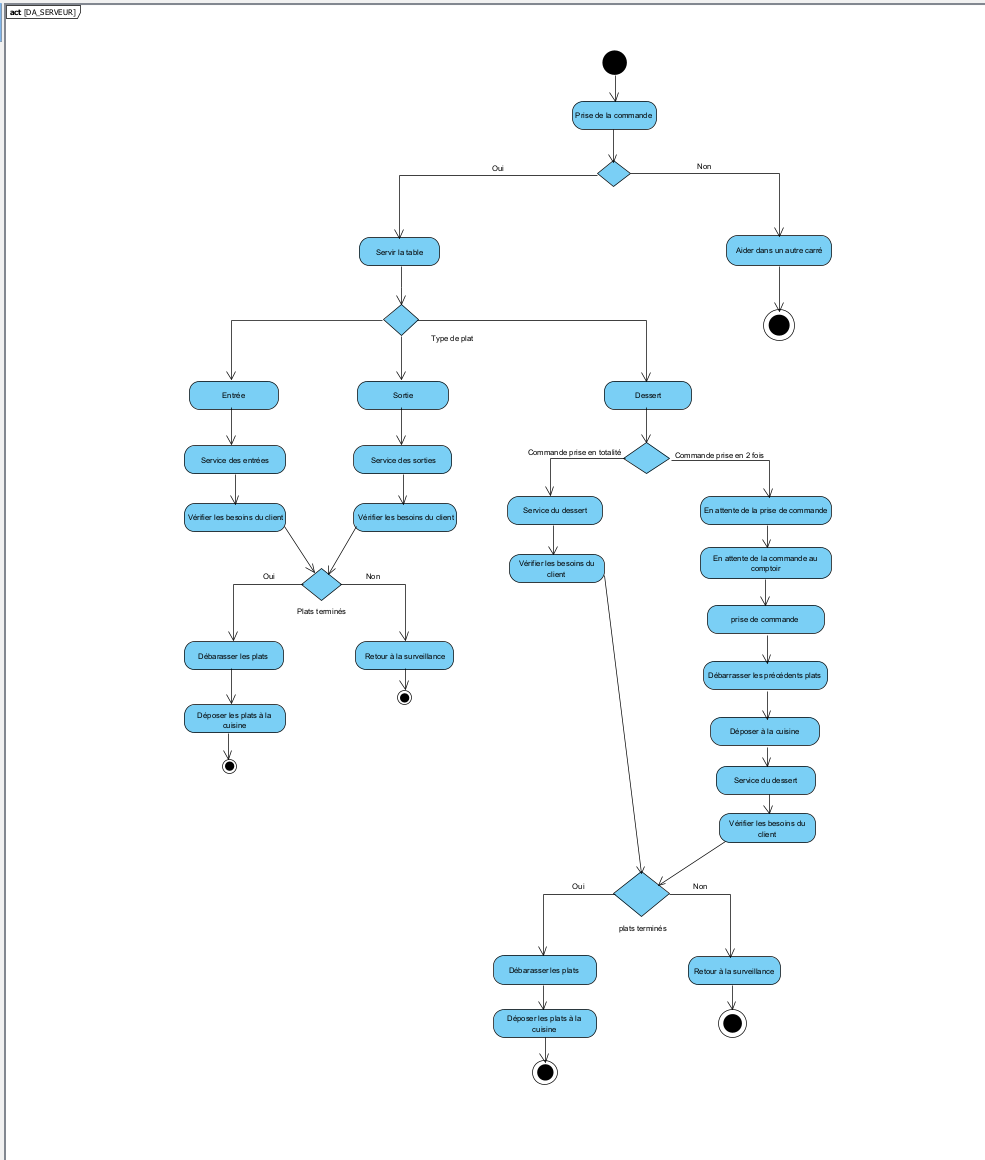 act [DA_SERVEUR]
Prise de la commande
Oui
Non
Servir la table
Aider dans un autre carré
Type de plat
Entrée
Sortie
Dessert
Commande prise en totalité
Commande prise en 2 fois
Service des entrées
Service des sorties
Vérifier les besoins du client
Vérifier les besoins du client
Service du dessert
En attente de la prise de commande
Vérifier les besoins du
client
En attente de la commande au
comptoir
Oui
Non
Plats terminés
prise de commande
Débarasser les plats
Retour à la surveillance
Débarrasser les précédents plats
Déposer les plats à la
cuisine
Déposer à la cuisine
Service du dessert
Vérifier les besoins du
client
Oui
Non
plats terminés
Débarasser les plats
Retour à la surveillance
Déposer les plats à la
cuisine